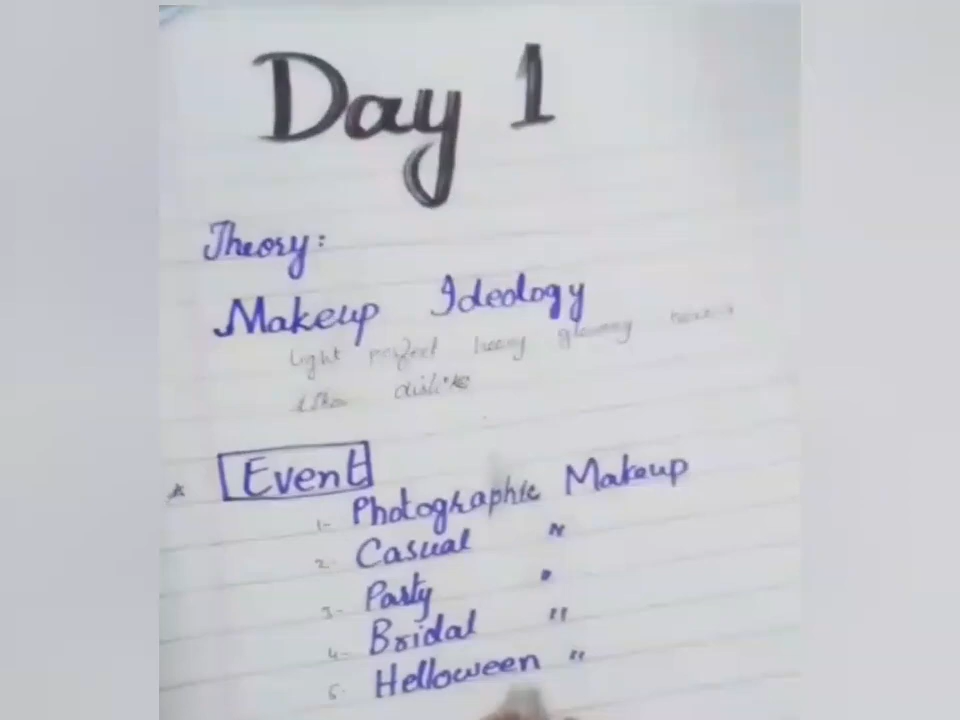 Day 1
Theory:
Makeup Ideology
light perfect heavy glowy
dislike
* Event
1- Photographic Makeup
2- Casual "
3- Party "
4- Bridal "
5- Helloween "